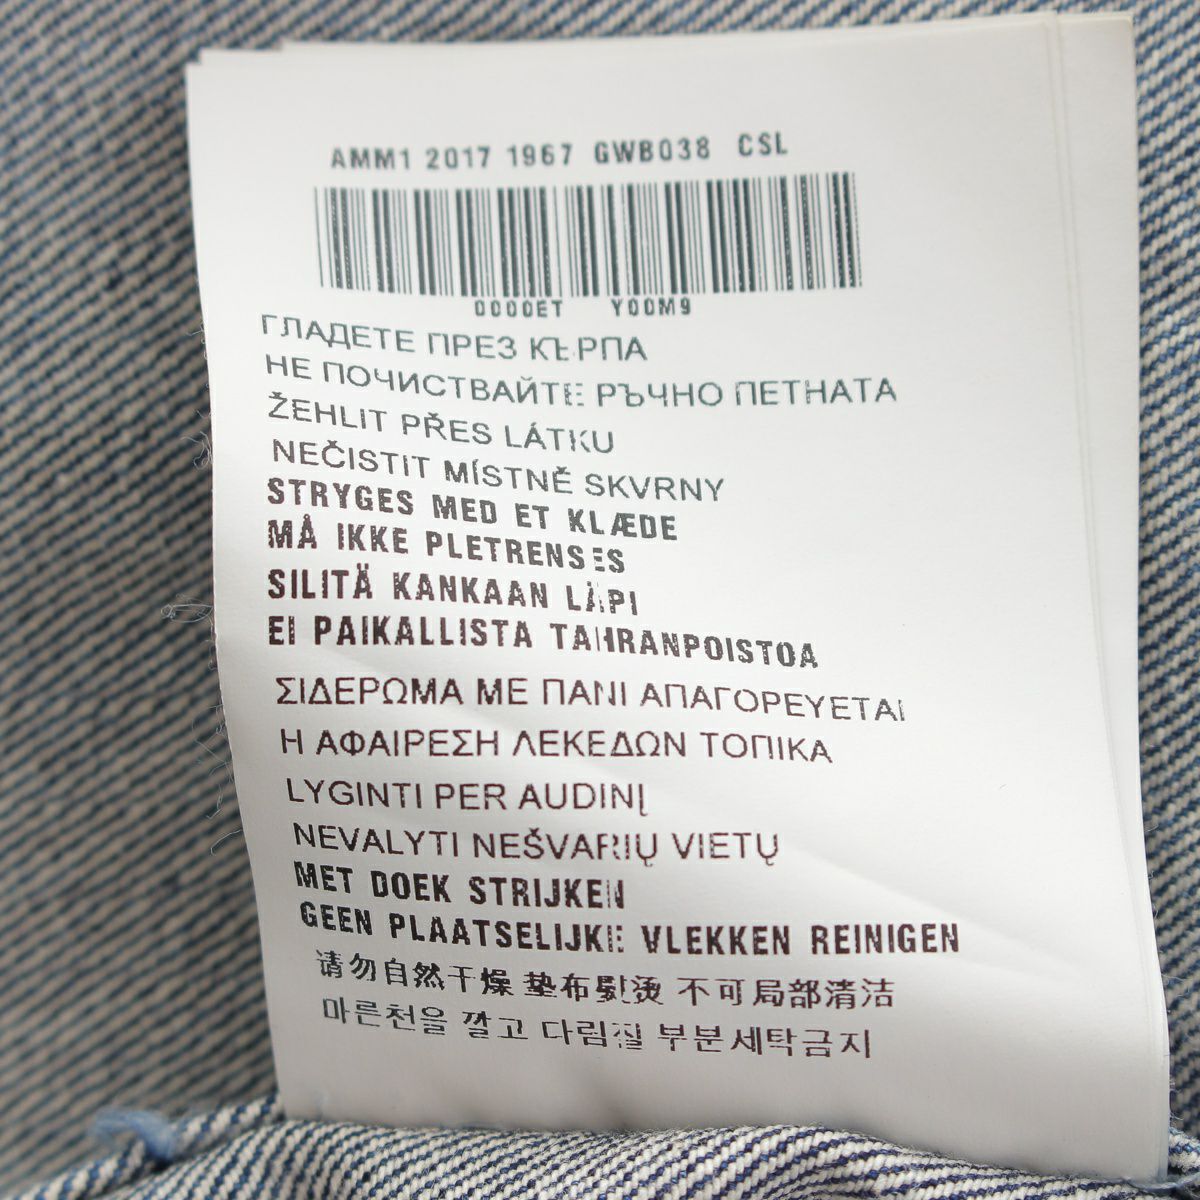 AMM1 2017 1967 GWB038 CSL
0000ET Y00M9
ГЛАДЕТЕ ПРЕЗ КЪРПА
НЕ ПОЧИСТВАЙТЕ РЪЧНО ПЕТНАТА
ŽEHLIT PŘES LÁTKU
NEČISTIT MÍSTNĚ SKVRNY
STRYGES MED ET KLÆDE
MÅ IKKE PLETRENSES
SILITÄ KANKAAN LÄPI
EI PAIKALLISTA TAHRANPOISTOA
ΣΙΔΕΡΩΜΑ ΜΕ ΠΑΝΙ ΑΠΑΓΟΡΕΥΕΤΑΙ
Η ΑΦΑΙΡΕΣΗ ΛΕΚΕΔΩΝ ΤΟΠΙΚΑ
LYGINTI PER AUDINĮ
NEVALYTI NEŠVARIŲ VIETŲ
MET DOEK STRIJKEN
GEEN PLAATSELIJKE VLEKKEN REINIGEN
请勿自然干燥 垫布熨烫 不可局部清洁
마른천을 깔고 다림질 부분세탁금지